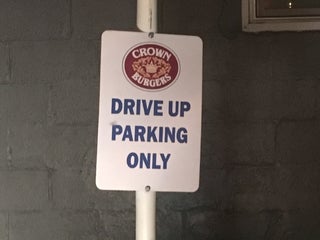 CROWN
BURGERS
DRIVE UP
PARKING
ONLY